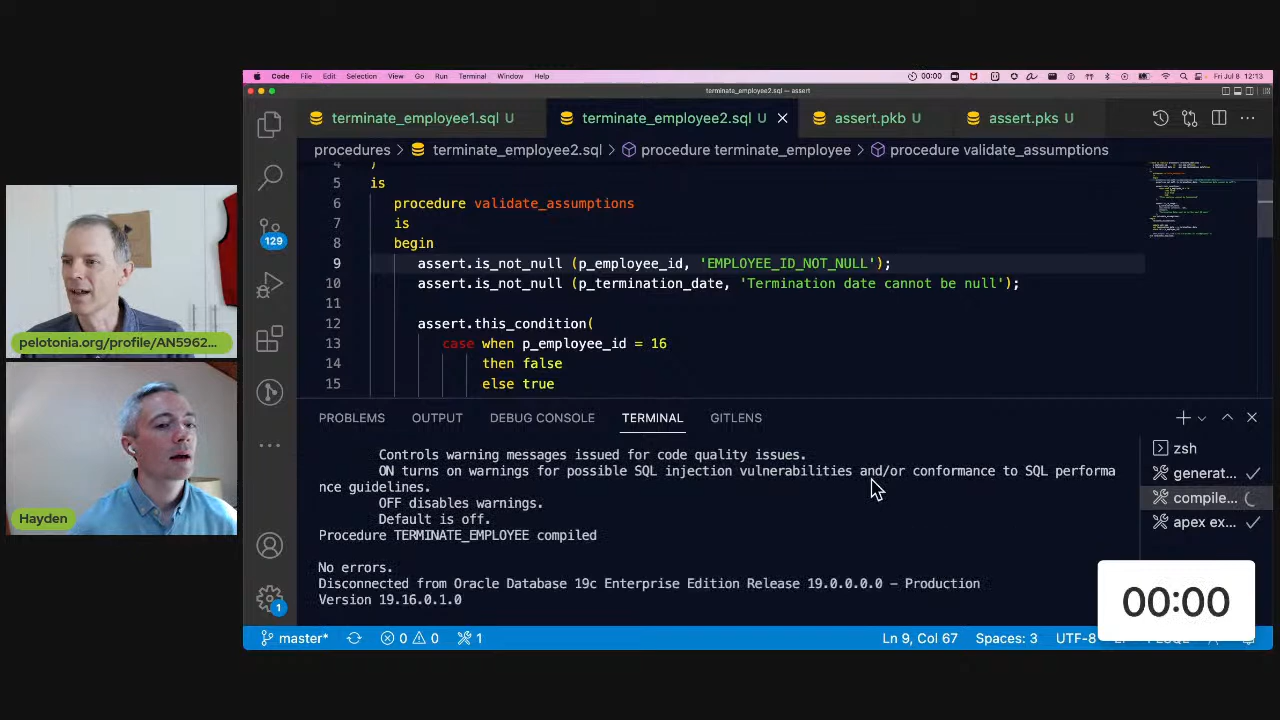 Code File Edit Selection View Go Run Terminal Window Help 00:00 Fri Jul 8 12:13
terminate_employee2.sql — assert
terminate_employee1.sql U terminate_employee2.sql U assert.pkb U assert.pks U
procedures > terminate_employee2.sql > procedure terminate_employee > procedure validate_assumptions
4 )
5 is
6 procedure validate_assumptions
7 is
8 begin
9 assert.is_not_null (p_employee_id, 'EMPLOYEE_ID_NOT_NULL');
10 assert.is_not_null (p_termination_date, 'Termination date cannot be null');
11
12 assert.this_condition(
13 case when p_employee_id = 16
14 then false
15 else true
129
pelotonia.org/profile/AN5962...
Hayden
1
PROBLEMS OUTPUT DEBUG CONSOLE TERMINAL GITLENS
Controls warning messages issued for code quality issues.
ON turns on warnings for possible SQL injection vulnerabilities and/or conformance to SQL performa
nce guidelines.
OFF disables warnings.
Default is off.
Procedure TERMINATE_EMPLOYEE compiled
No errors.
Disconnected from Oracle Database 19c Enterprise Edition Release 19.0.0.0.0 – Production
Version 19.16.0.1.0
zsh
generat...
compile...
apex ex...
00:00
master* 0 0 1 Ln 9, Col 67 Spaces: 3 UTF-8